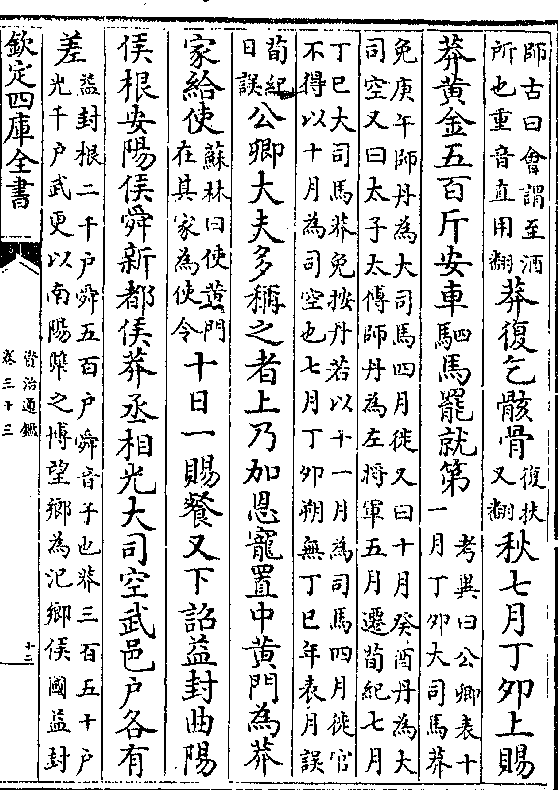 師古曰會謂至酒
所也重音直用翻
莽復乞骸骨
復扶
又翻
秋七月丁卯上賜
莽黃金五百斤安車駟馬罷就第
考異曰公卿表十
一月丁卯大司馬莽
免庚午師丹為大司馬四月徙又曰十月癸酉丹為大
司空又曰太子太傅師丹為左將軍五月遷荀紀七月
丁巳大司馬莽免按丹若以十一月為司馬四月徙官
不得以十月為司空也七月丁卯朔無丁巳年表月誤
荀紀
日誤
公卿大夫多稱之者上乃加恩寵置中黃門為莽
家給使
蘇林曰使黃門
在其家為使令
十日一賜餐又下詔益封曲陽
侯根安陽侯舜新都侯莽丞相光大司空武邑户各有
差
益封根二千户舜五百户舜音子也莽三百五十户
光千户武更以南陽犨之博望鄉為氾鄉侯國益封
欽定四庫全書
資治通鑑
卷三十三
十三